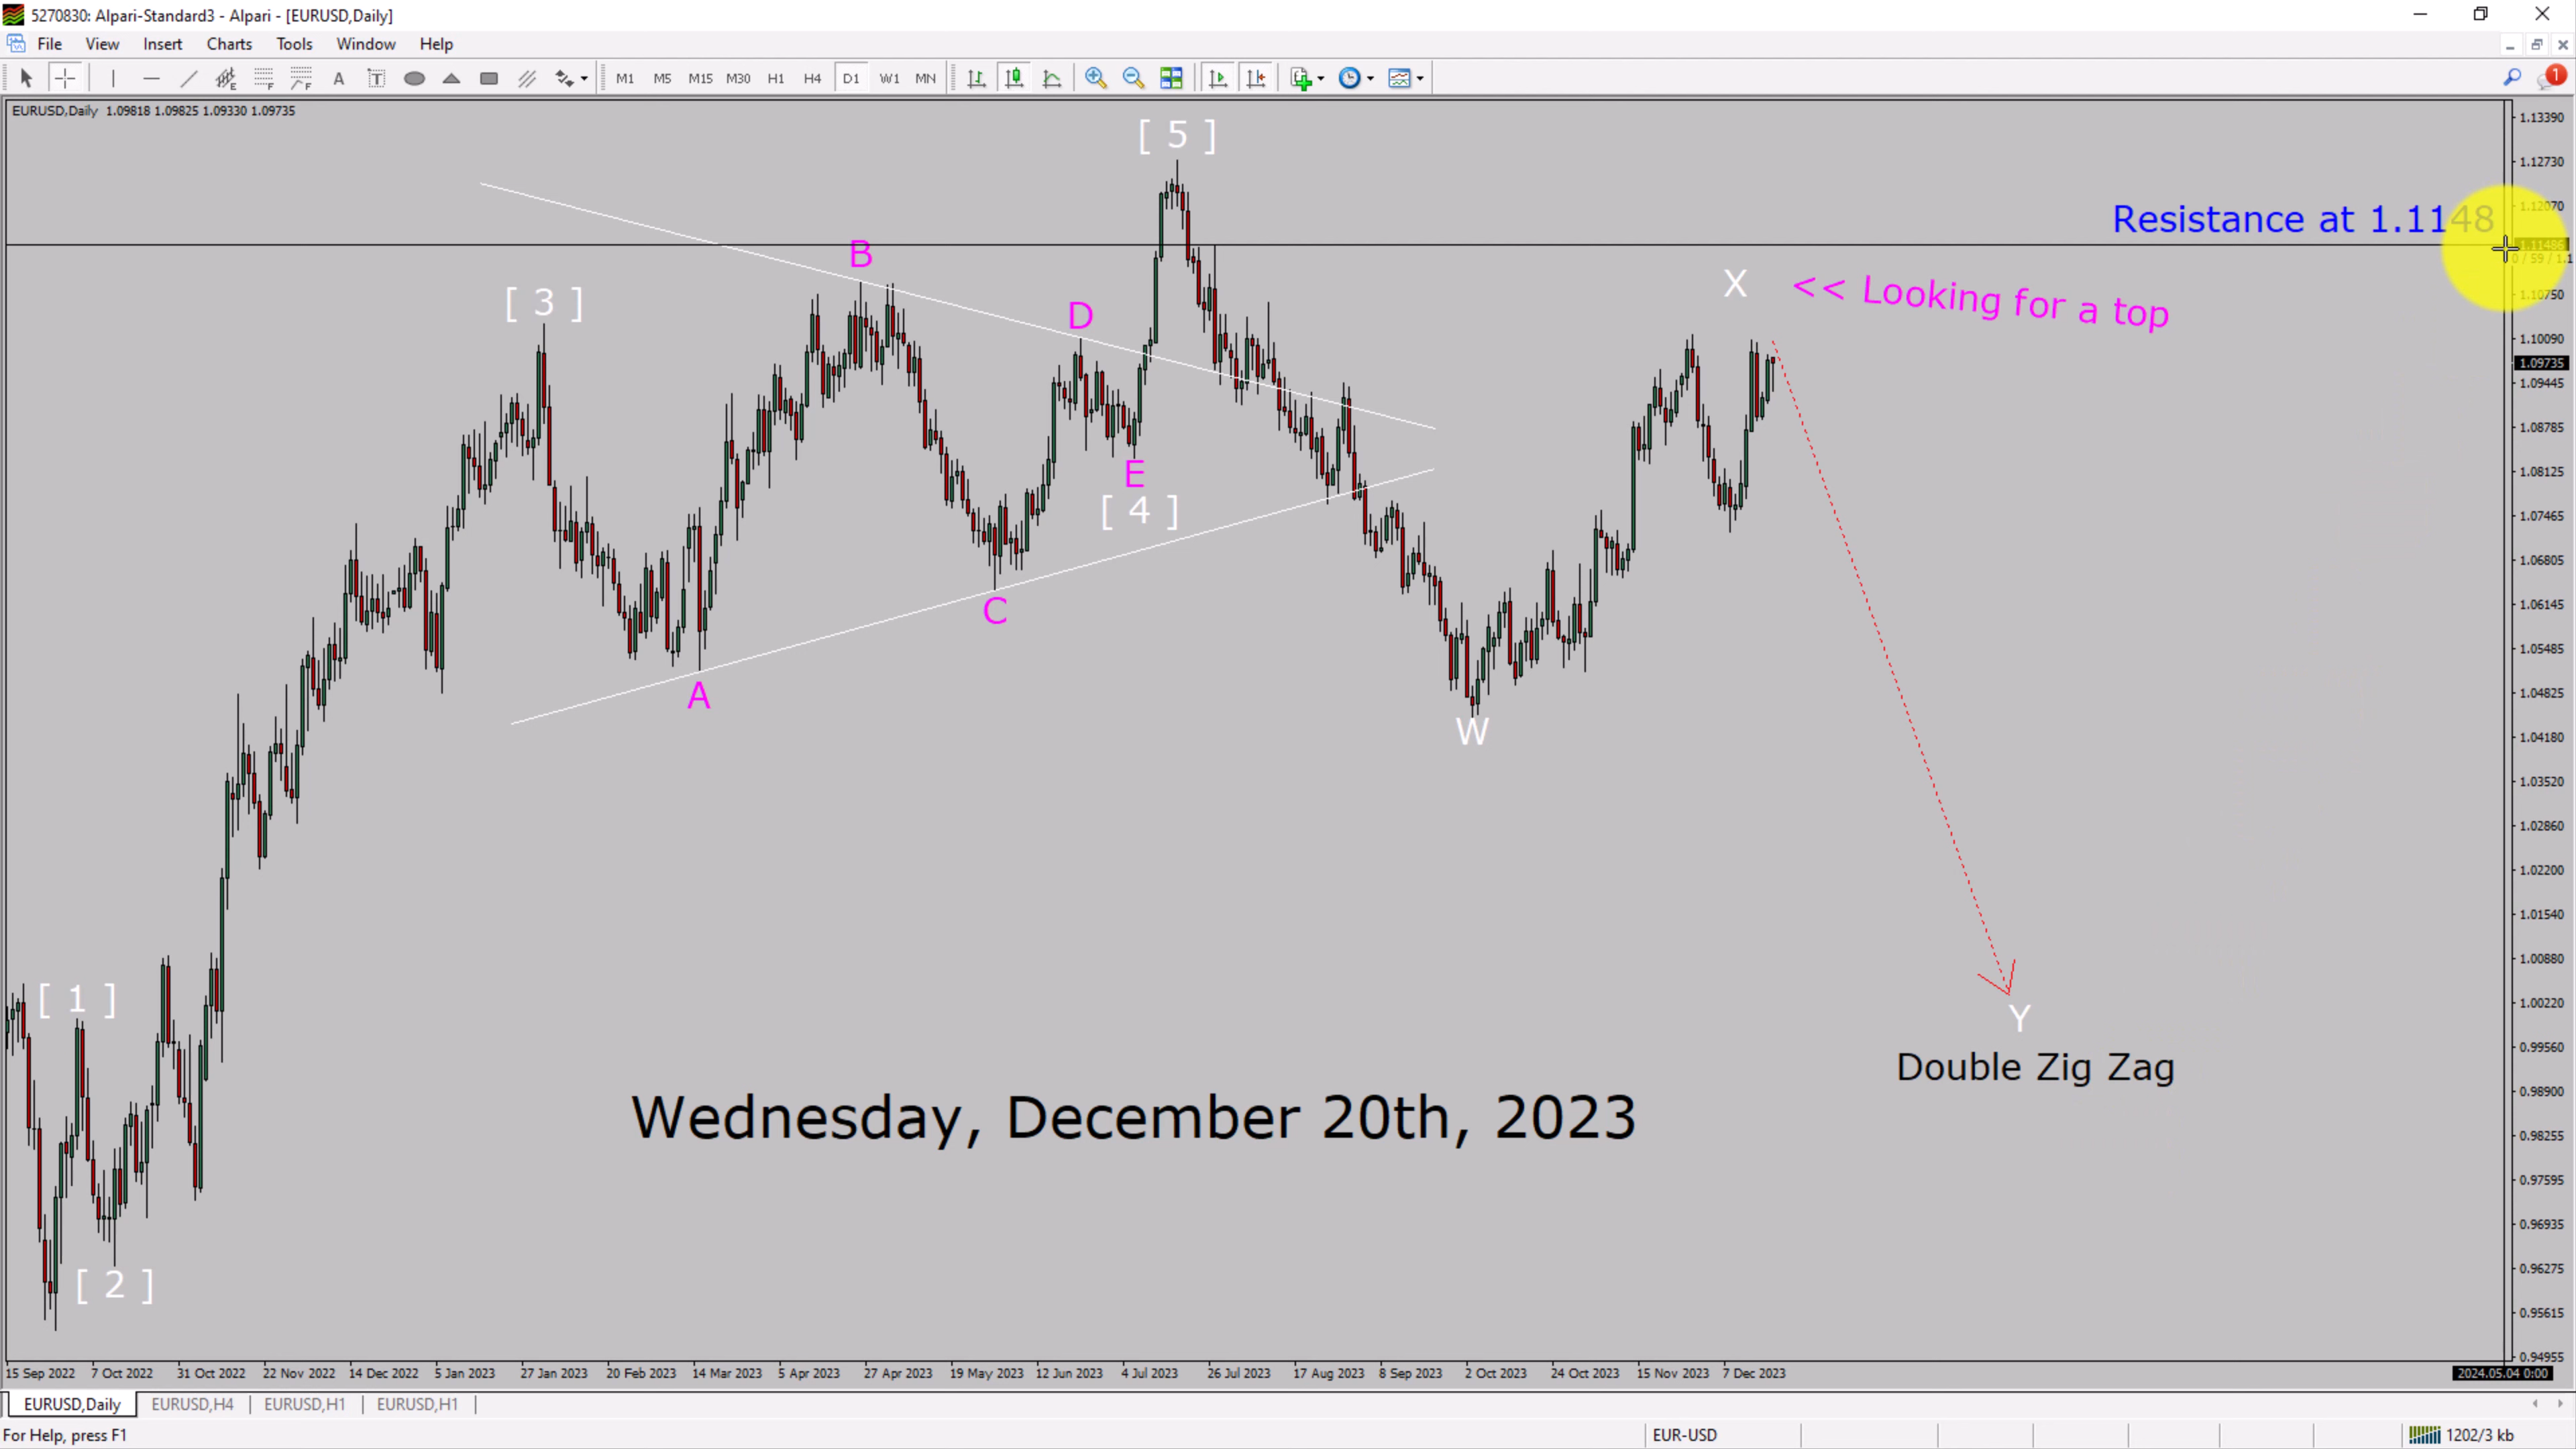 5270830: Alpari-Standard3 - Alpari - [EURUSD,Daily]
File View Insert Charts Tools Window Help
M1 M5 M15 M30 H1 H4 D1 W1 MN
1
EURUSD,Daily 1.09818 1.09825 1.09330 1.09735
[ 5 ]
1.13390
1.12730
1.12070
Resistance at 1.1148
1.11486
B
X
<< Looking for a top
1.10750
[ 3 ]
D
1.10090
1.09735
1.09445
1.08785
E
1.08125
[ 4 ]
1.07465
1.06805
C
1.06145
1.05485
A
1.04825
W
1.04180
1.03520
1.02860
1.02200
1.01540
1.00880
[ 1 ]
1.00220
Y
0.99560
Double Zig Zag
0.98900
Wednesday, December 20th, 2023
0.98255
0.97595
0.96935
[ 2 ]
0.96275
0.95615
0.94955
15 Sep 2022 7 Oct 2022 31 Oct 2022 22 Nov 2022 14 Dec 2022 5 Jan 2023 27 Jan 2023 20 Feb 2023 14 Mar 2023 5 Apr 2023 27 Apr 2023 19 May 2023 12 Jun 2023 4 Jul 2023 26 Jul 2023 17 Aug 2023 8 Sep 2023 2 Oct 2023 24 Oct 2023 15 Nov 2023 7 Dec 2023 2024.05.04 0:00
EURUSD,Daily EURUSD,H4 EURUSD,H1 EURUSD,H1
For Help, press F1 EUR-USD 1202/3 kb